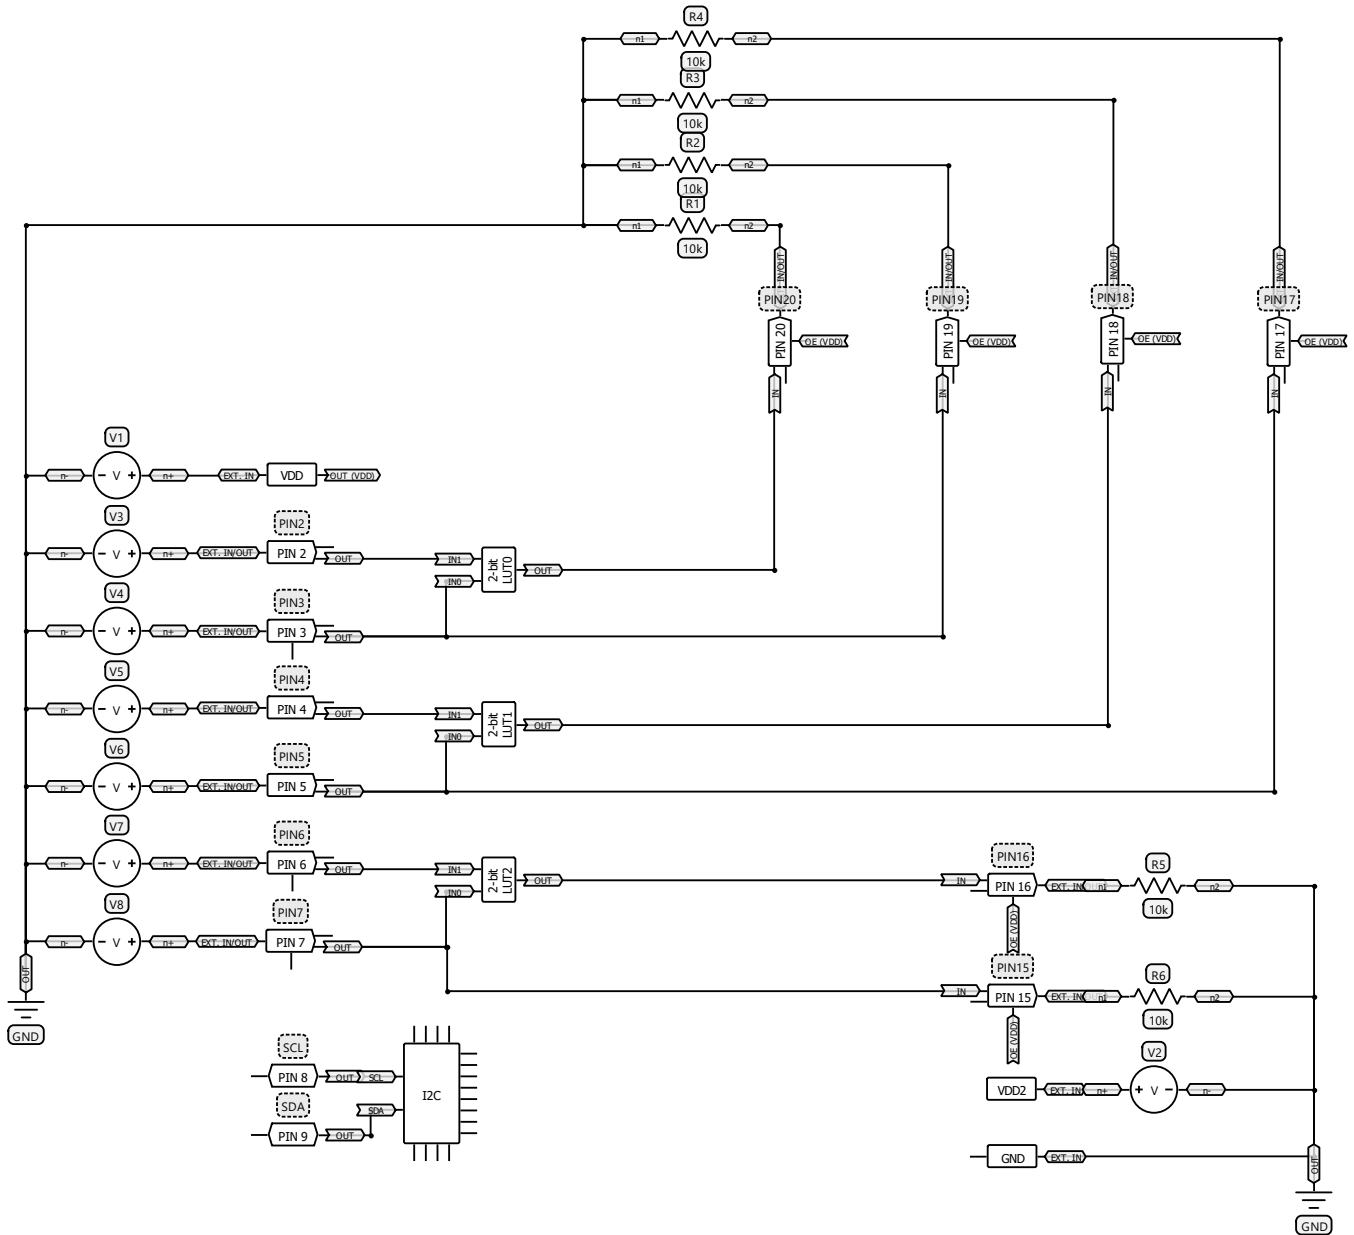 R4
n1 n2
10k
R3
n1 n2
10k
R2
n1 n2
10k
R1
n1 n2
10k
IN/OUT IN/OUT IN/OUT IN/OUT
PIN20 PIN19 PIN18 PIN17
PIN 20 OE (VDD) PIN 19 OE (VDD) PIN 18 OE (VDD) PIN 17 OE (VDD)
IN IN IN IN
V1
n- - V + n+ EXT. IN VDD OUT (VDD)
V3 PIN2
n- - V + n+ EXT. IN/OUT PIN 2 OUT IN1 2-bit LUT0 OUT
IN0
V4 PIN3
n- - V + n+ EXT. IN/OUT PIN 3 OUT
V5 PIN4
n- - V + n+ EXT. IN/OUT PIN 4 OUT IN1 2-bit LUT1 OUT
IN0
V6 PIN5
n- - V + n+ EXT. IN/OUT PIN 5 OUT
V7 PIN6
n- - V + n+ EXT. IN/OUT PIN 6 OUT IN1 2-bit LUT2 OUT
IN0
V8 PIN7
n- - V + n+ EXT. IN/OUT PIN 7 OUT
OUT
GND
PIN16 R5
IN PIN 16 EXT. IN n1 n2
10k
OE (VDD)
PIN15 R6
IN PIN 15 EXT. IN n1 n2
10k
OE (VDD)
V2
VDD2 EXT. IN n+ + V - n-
GND EXT. IN
OUT
GND
SCL
PIN 8 OUT SCL
I2C
SDA
SDA
PIN 9 OUT